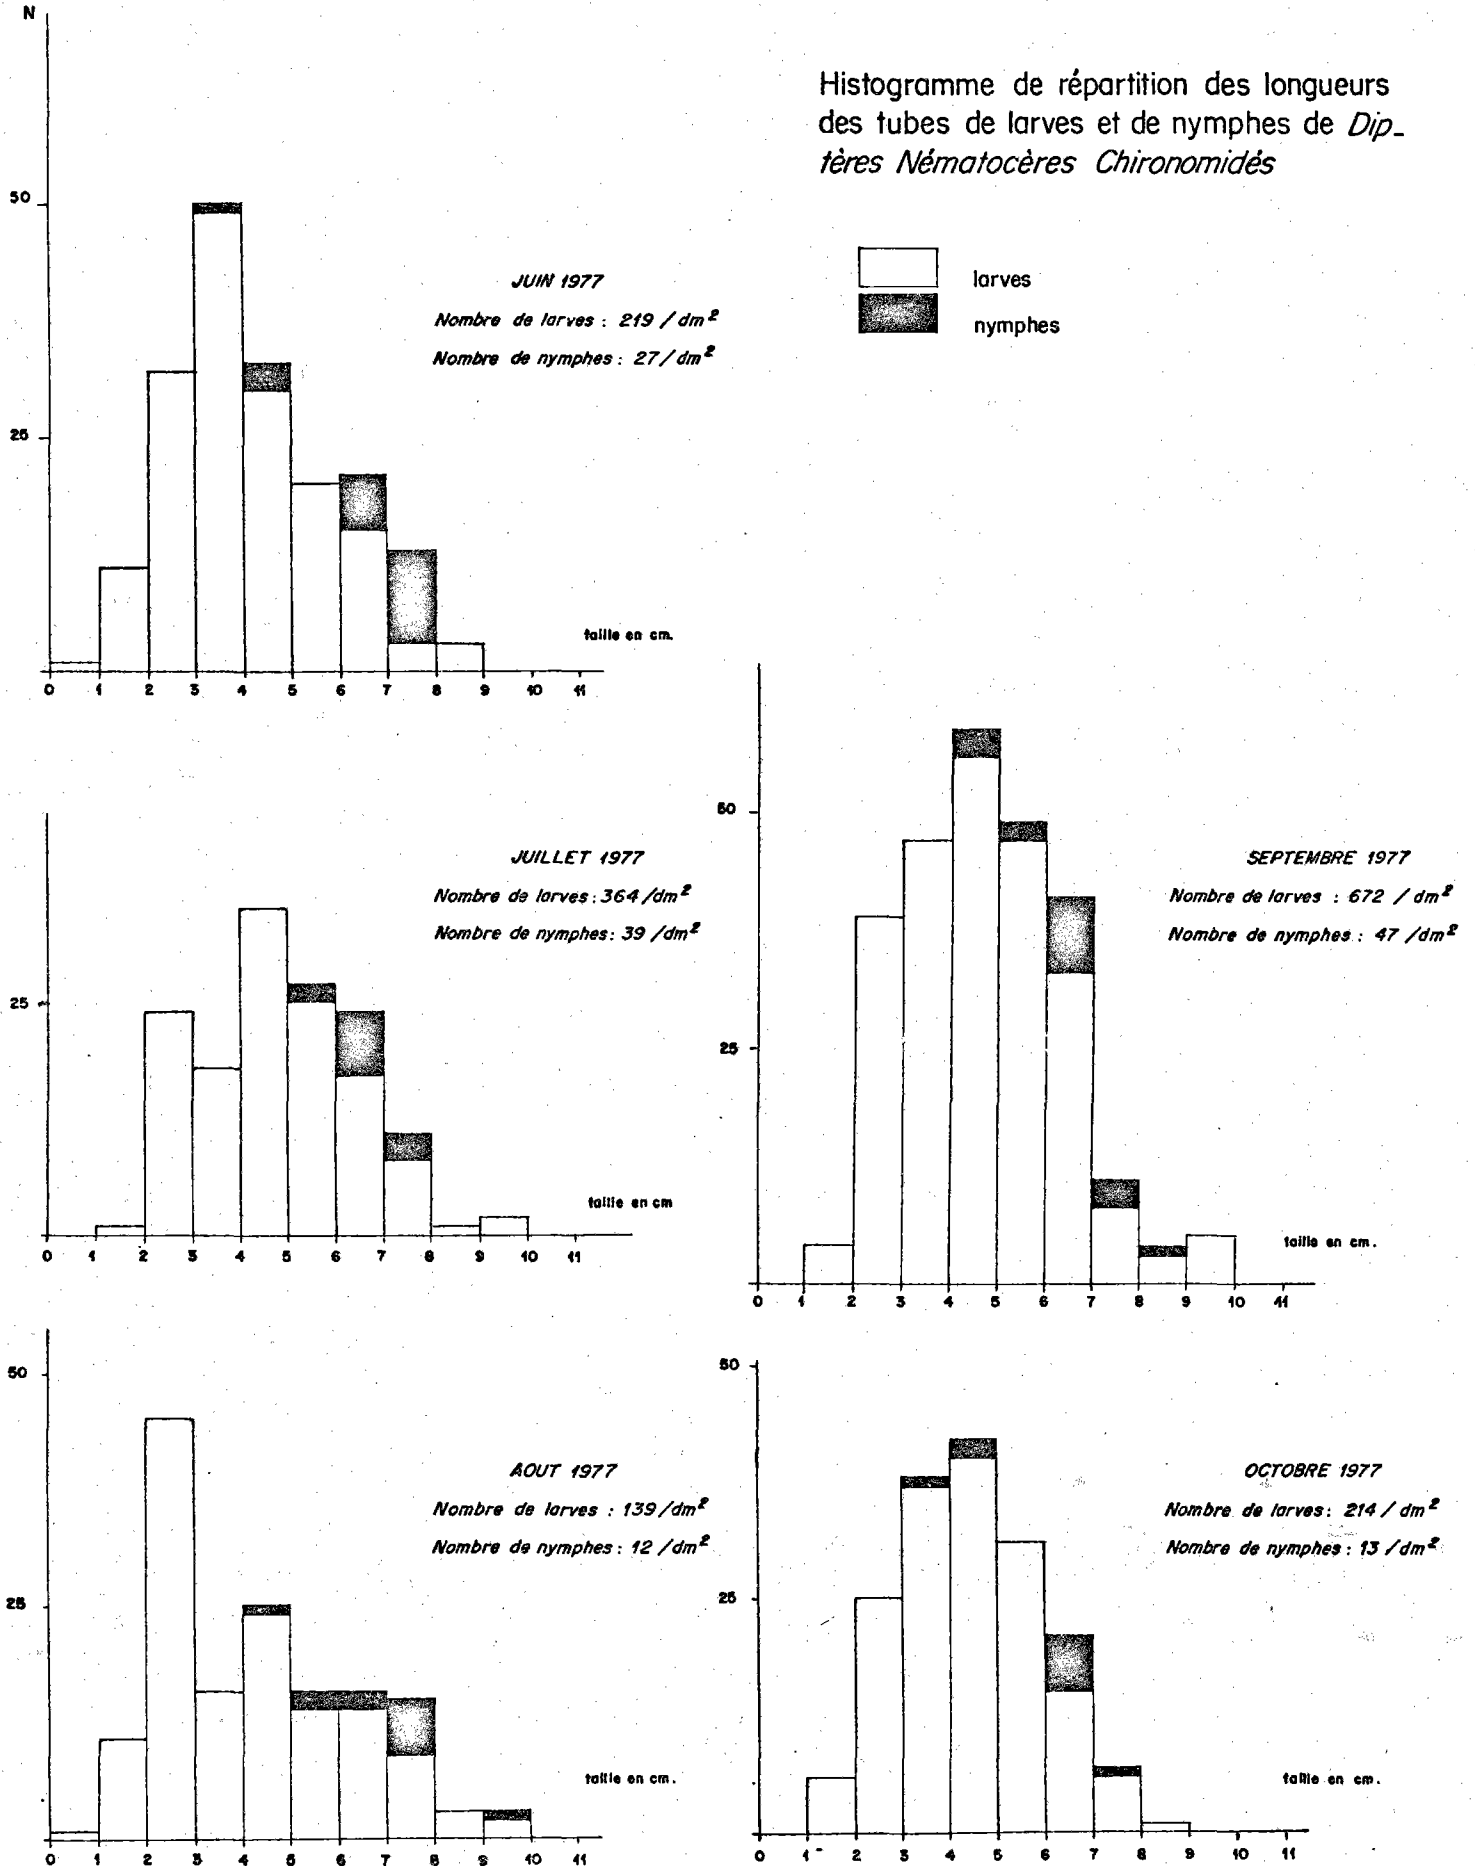 N
Histogramme de répartition des longueurs
des tubes de larves et de nymphes de Dip_
tères Nématocères Chironomidés
larves
nymphes
50
25
JUIN 1977
Nombre de larves : 219 / dm²
Nombre de nymphes : 27 / dm²
taille en cm.
0 1 2 3 4 5 6 7 8 9 10 11
25
JUILLET 1977
Nombre de larves : 364 /dm²
Nombre de nymphes : 39 /dm²
taille en cm
0 1 2 3 4 5 6 7 8 9 10 11
50
25
SEPTEMBRE 1977
Nombre de larves : 672 / dm²
Nombre de nymphes : 47 /dm²
taille en cm.
0 1 2 3 4 5 6 7 8 9 10 11
50
25
AOUT 1977
Nombre de larves : 139 /dm²
Nombre de nymphes : 12 /dm²
taille en cm.
0 1 2 3 4 5 6 7 8 9 10 11
50
25
OCTOBRE 1977
Nombre de larves : 214 / dm²
Nombre de nymphes : 13 /dm²
taille en cm.
0 1 2 3 4 5 6 7 8 9 10 11